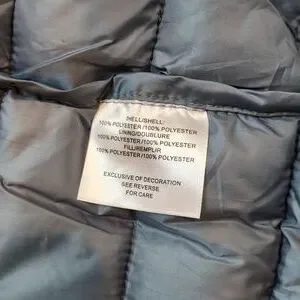 SHELL/SHELL:
100% POLYESTER/100% POLYESTER
LINING/DOUBLURE
100% POLYESTER/100% POLYESTER
FILL/REMPLIR
100% POLYESTER/100% POLYESTER
EXCLUSIVE OF DECORATION
SEE REVERSE
FOR CARE